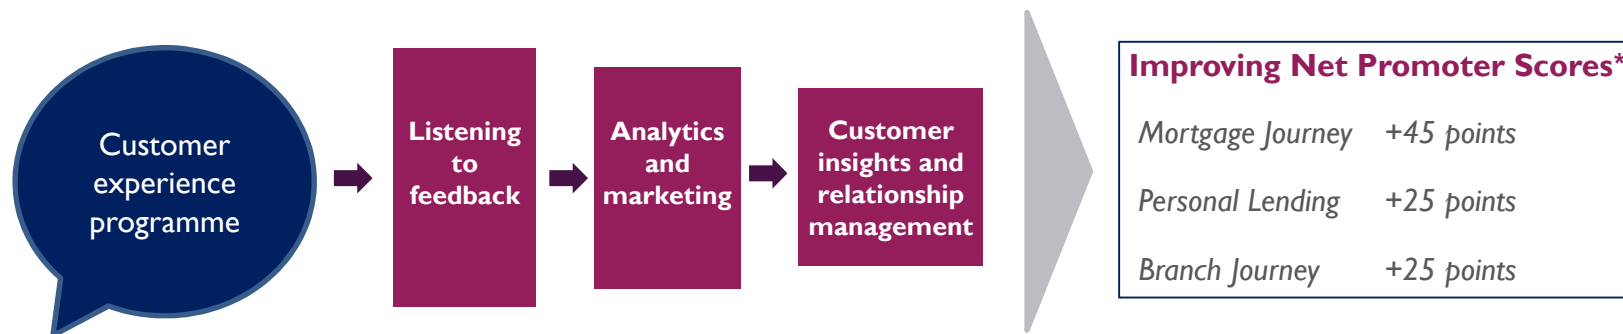 Customer
experience
programme
Listening
to
feedback
Analytics
and
marketing
Customer
insights and
relationship
management
Improving Net Promoter Scores*
Mortgage Journey +45 points
Personal Lending +25 points
Branch Journey +25 points